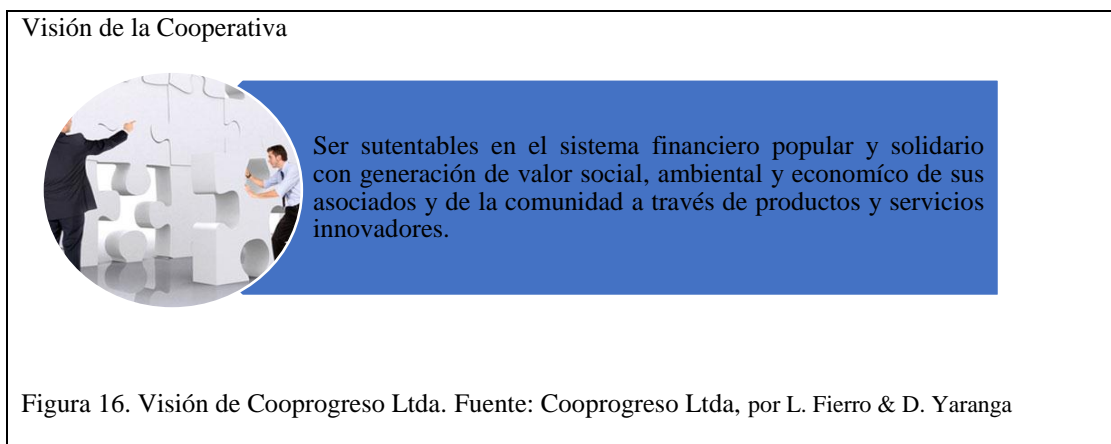 Visión de la Cooperativa
Ser sutentables en el sistema financiero popular y solidario
con generación de valor social, ambiental y economíco de sus
asociados y de la comunidad a través de productos y servicios
innovadores.
Figura 16. Visión de Cooprogreso Ltda. Fuente: Cooprogreso Ltda, por L. Fierro & D. Yaranga